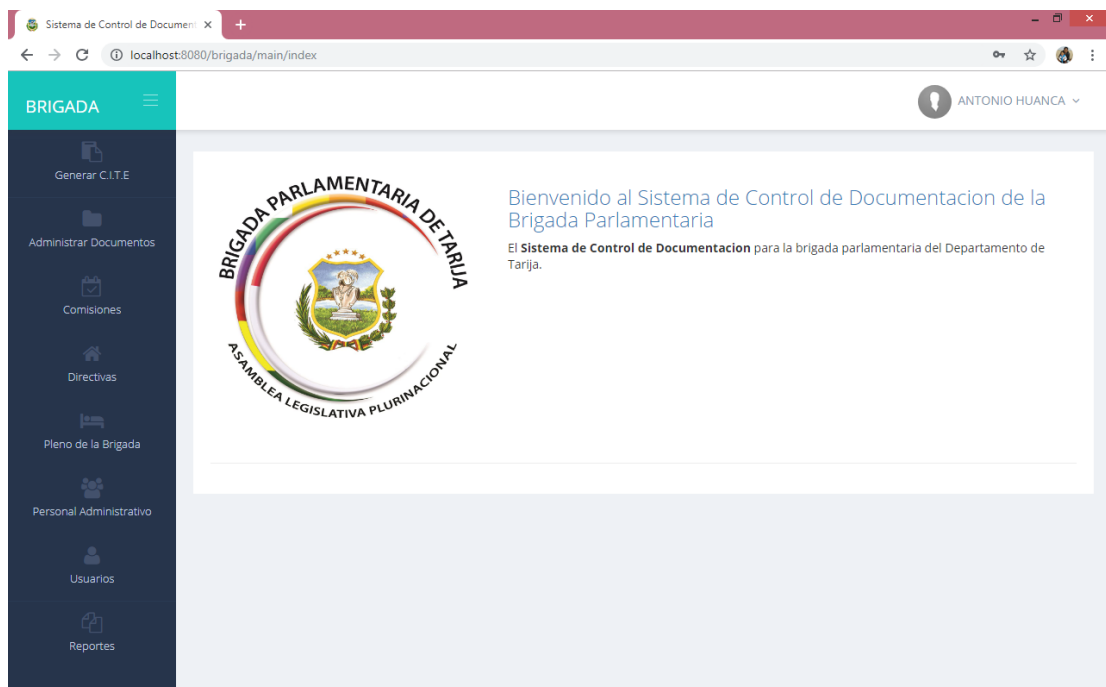 Sistema de Control de Document
localhost:8080/brigada/main/index
BRIGADA
ANTONIO HUANCA
Generar C.I.T.E
Administrar Documentos
Comisiones
Directivas
Pleno de la Brigada
Personal Administrativo
Usuarios
Reportes
BRIGADA PARLAMENTARIA DE TARIJA
ASAMBLEA LEGISLATIVA PLURINACIONAL
Bienvenido al Sistema de Control de Documentacion de la
Brigada Parlamentaria
El Sistema de Control de Documentacion para la brigada parlamentaria del Departamento de
Tarija.